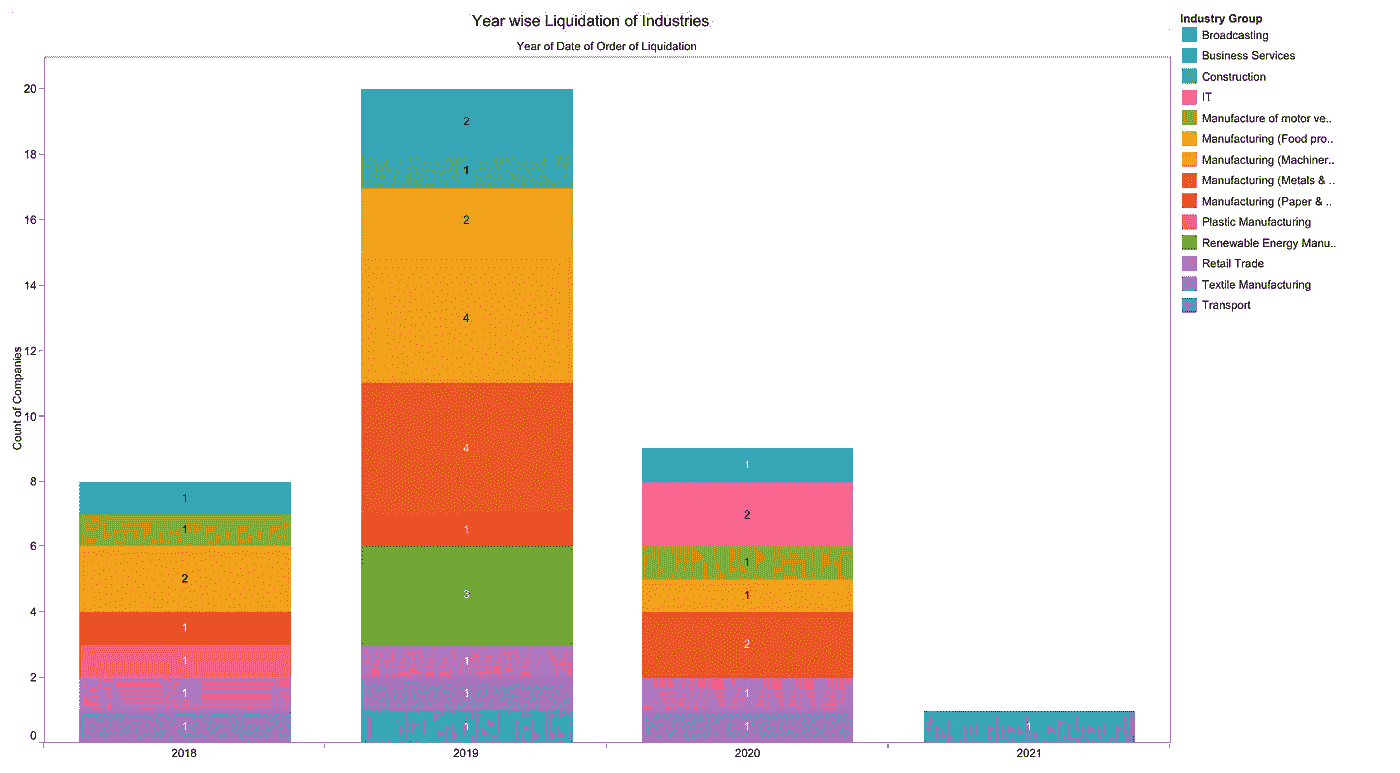 Year wise Liquidation of Industries
Year of Date of Order of Liquidation
Industry Group
Broadcasting
Business Services
Construction
IT
Manufacture of motor ve..
Manufacturing (Food pro..
Manufacturing (Machiner..
Manufacturing (Metals & ..
Manufacturing (Paper & ..
Plastic Manufacturing
Renewable Energy Manu..
Retail Trade
Textile Manufacturing
Transport
Count of Companies
20
18
16
14
12
10
8
6
4
2
0
1
1
2
1
1
1
1
2
1
2
4
4
1
3
1
1
1
1
2
1
1
2
1
1
1
2018
2019
2020
2021